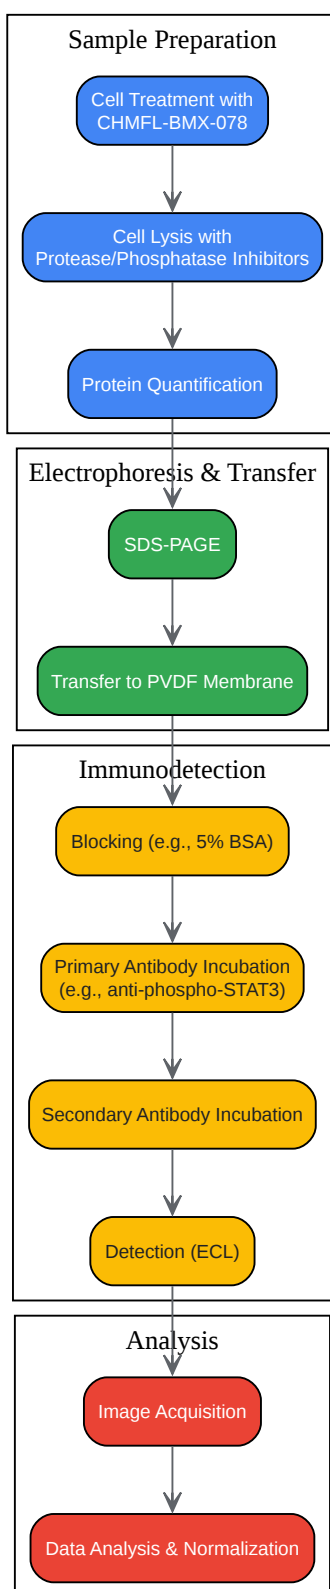 Sample Preparation
Cell Treatment with
CHMFL-BMX-078
Cell Lysis with
Protease/Phosphatase Inhibitors
Protein Quantification
Electrophoresis & Transfer
SDS-PAGE
Transfer to PVDF Membrane
Immunodetection
Blocking (e.g., 5% BSA)
Primary Antibody Incubation
(e.g., anti-phospho-STAT3)
Secondary Antibody Incubation
Detection (ECL)
Analysis
Image Acquisition
Data Analysis & Normalization